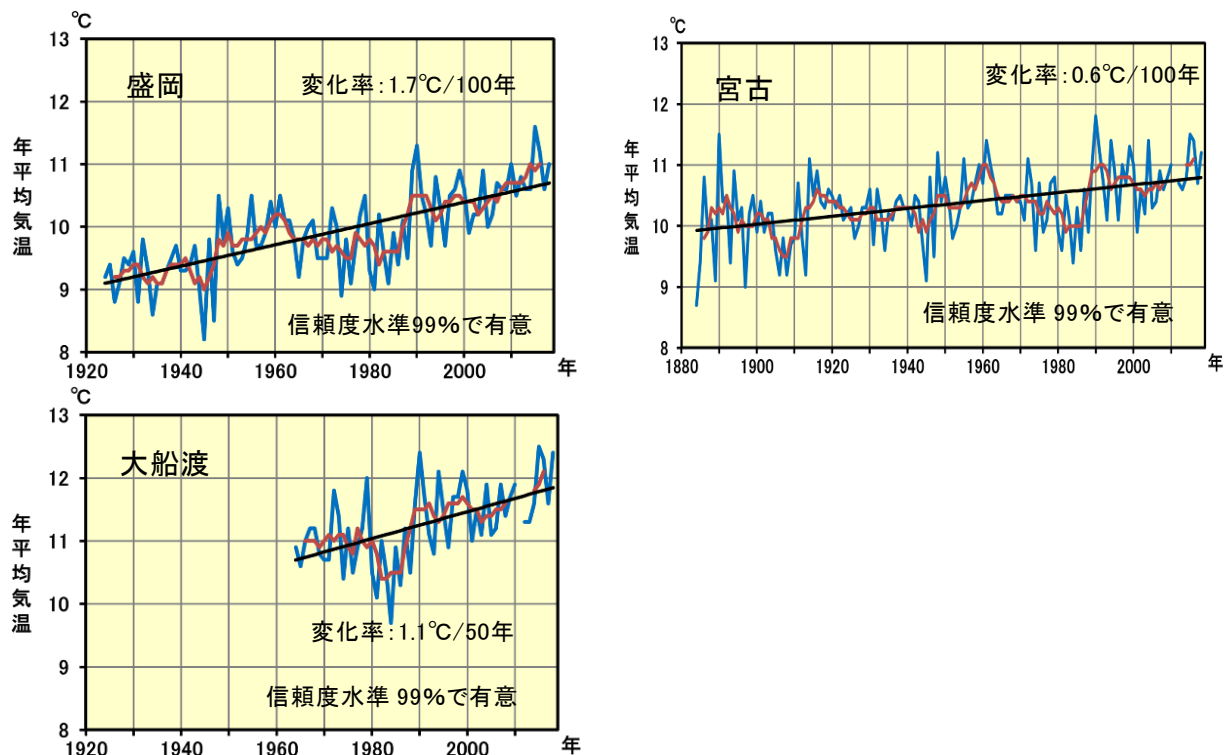 ℃
13
12
11
10
9
8
年平均気温
盛岡
変化率:1.7℃/100年
信頼度水準99%で有意
1920 1940 1960 1980 2000 年
℃
13
12
11
10
9
8
年平均気温
宮古
変化率:0.6℃/100年
信頼度水準 99%で有意
1880 1900 1920 1940 1960 1980 2000 年
℃
13
12
11
10
9
8
年平均気温
大船渡
変化率:1.1℃/50年
信頼度水準 99%で有意
1920 1940 1960 1980 2000 年